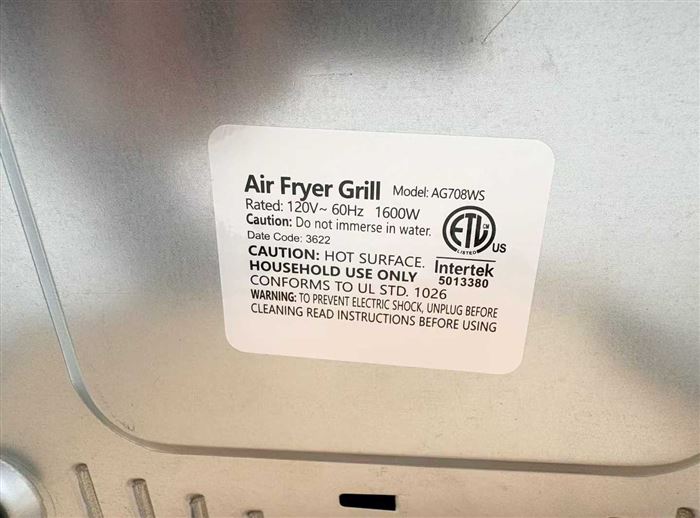 Air Fryer Grill Model: AG708WS
Rated: 120V~ 60Hz 1600W
Caution: Do not immerse in water.
Date Code: 3622
CAUTION: HOT SURFACE.
HOUSEHOLD USE ONLY
CONFORMS TO UL STD. 1026
WARNING: TO PREVENT ELECTRIC SHOCK, UNPLUG BEFORE
CLEANING READ INSTRUCTIONS BEFORE USING
ETL CM
LISTED
US
Intertek
5013380